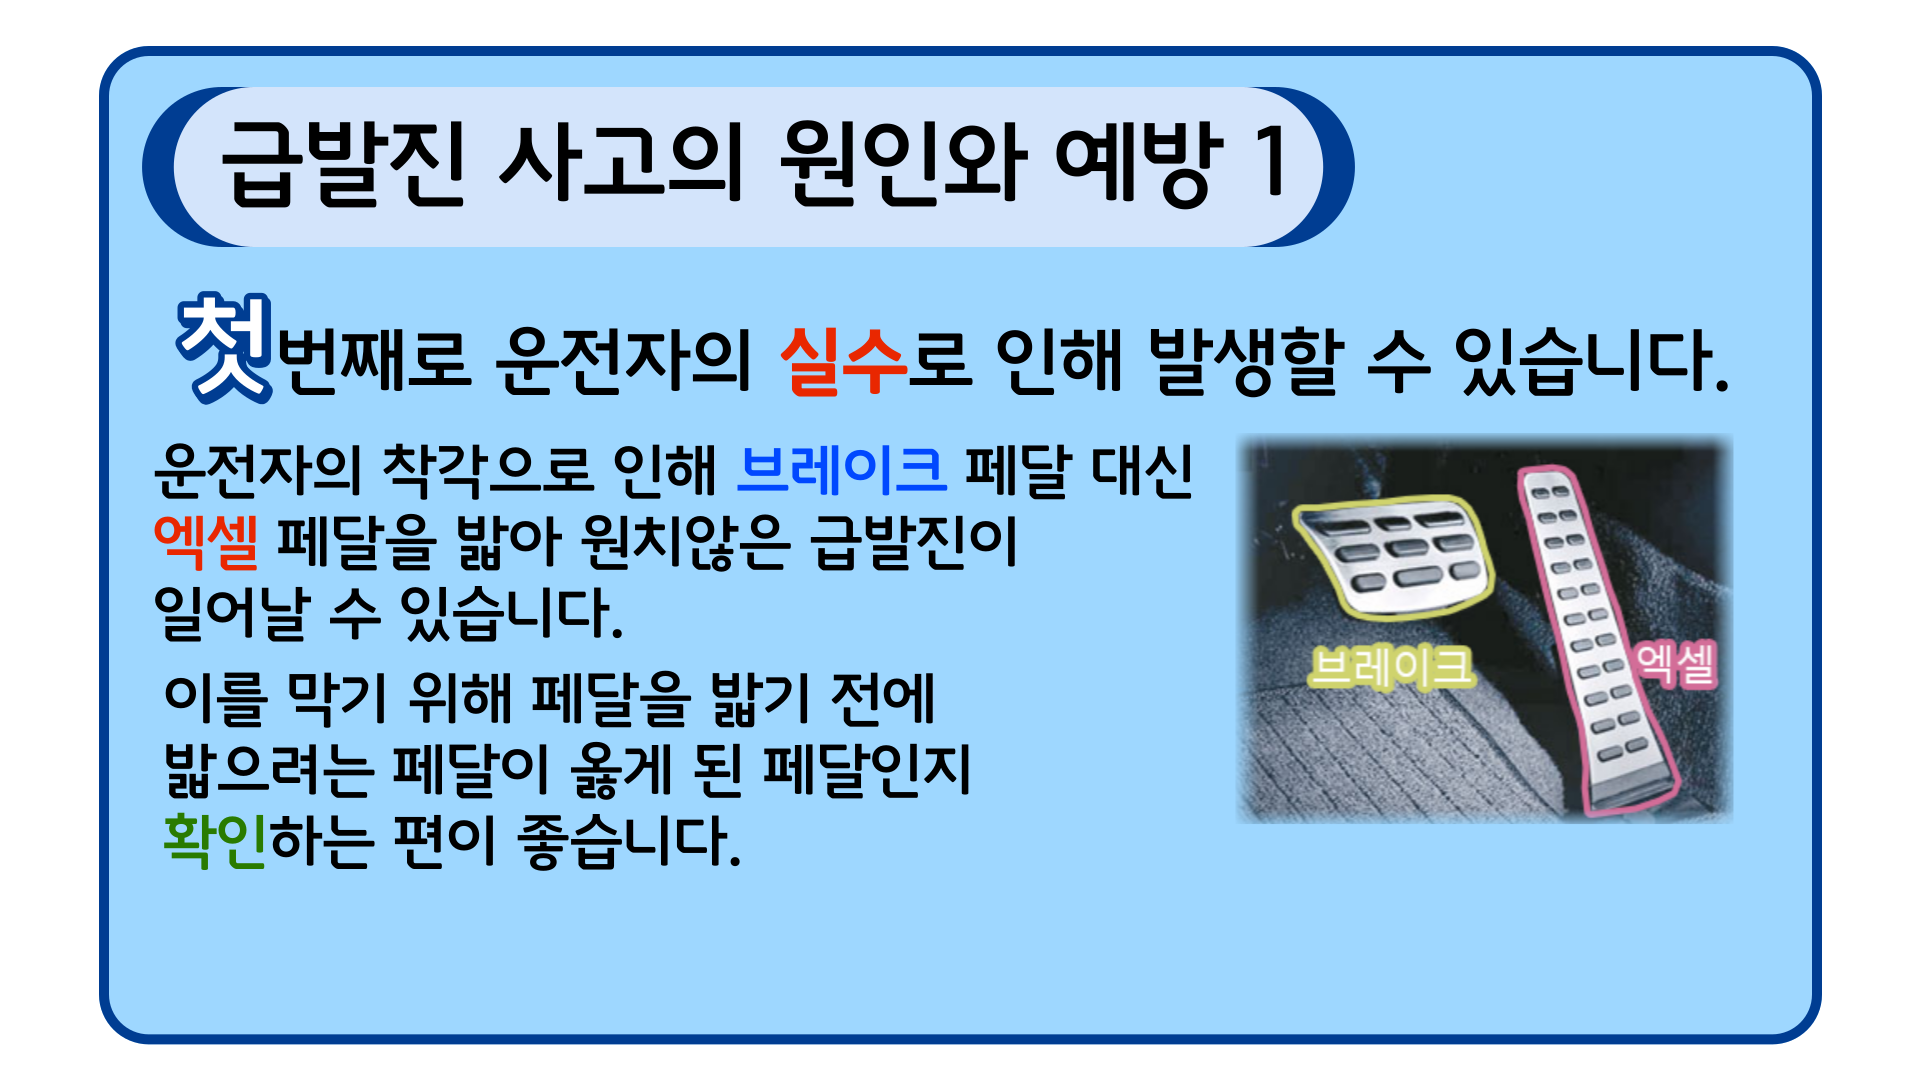 급발진 사고의 원인와 예방 1
첫번째로 운전자의 실수로 인해 발생할 수 있습니다.
운전자의 착각으로 인해 브레이크 페달 대신
엑셀 페달을 밟아 원치않은 급발진이
일어날 수 있습니다.
이를 막기 위해 페달을 밟기 전에
밟으려는 페달이 옳게 된 페달인지
확인하는 편이 좋습니다.
브레이크
엑셀